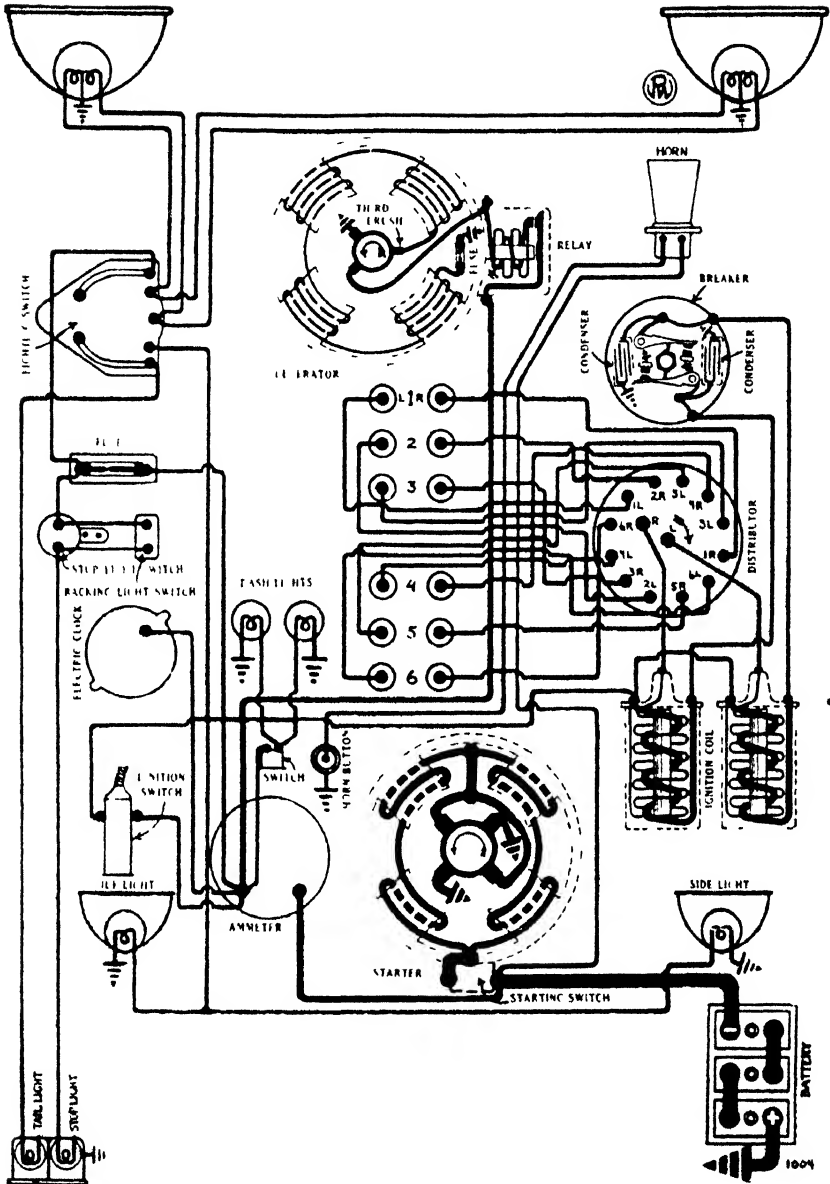 HORN
THIRD
BRUSH
FUSE
RELAY
BREAKER
CONDENSER
CONDENSER
L 1 R
2
3
4
5
6
1L
2R
3L
4R
6R
R
L
4L
1R
3R
2L
5R
DISTRIBUTOR
BACKING LIGHT SWITCH
DASH LIGHTS
ELECTRIC CLOCK
SWITCH
HORN BUTTON
IGNITION COIL
SWITCH
AMMETER
SIDE LIGHT
STARTER
STARTING SWITCH
BATTERY
TAIL LIGHT
STOP LIGHT
1004